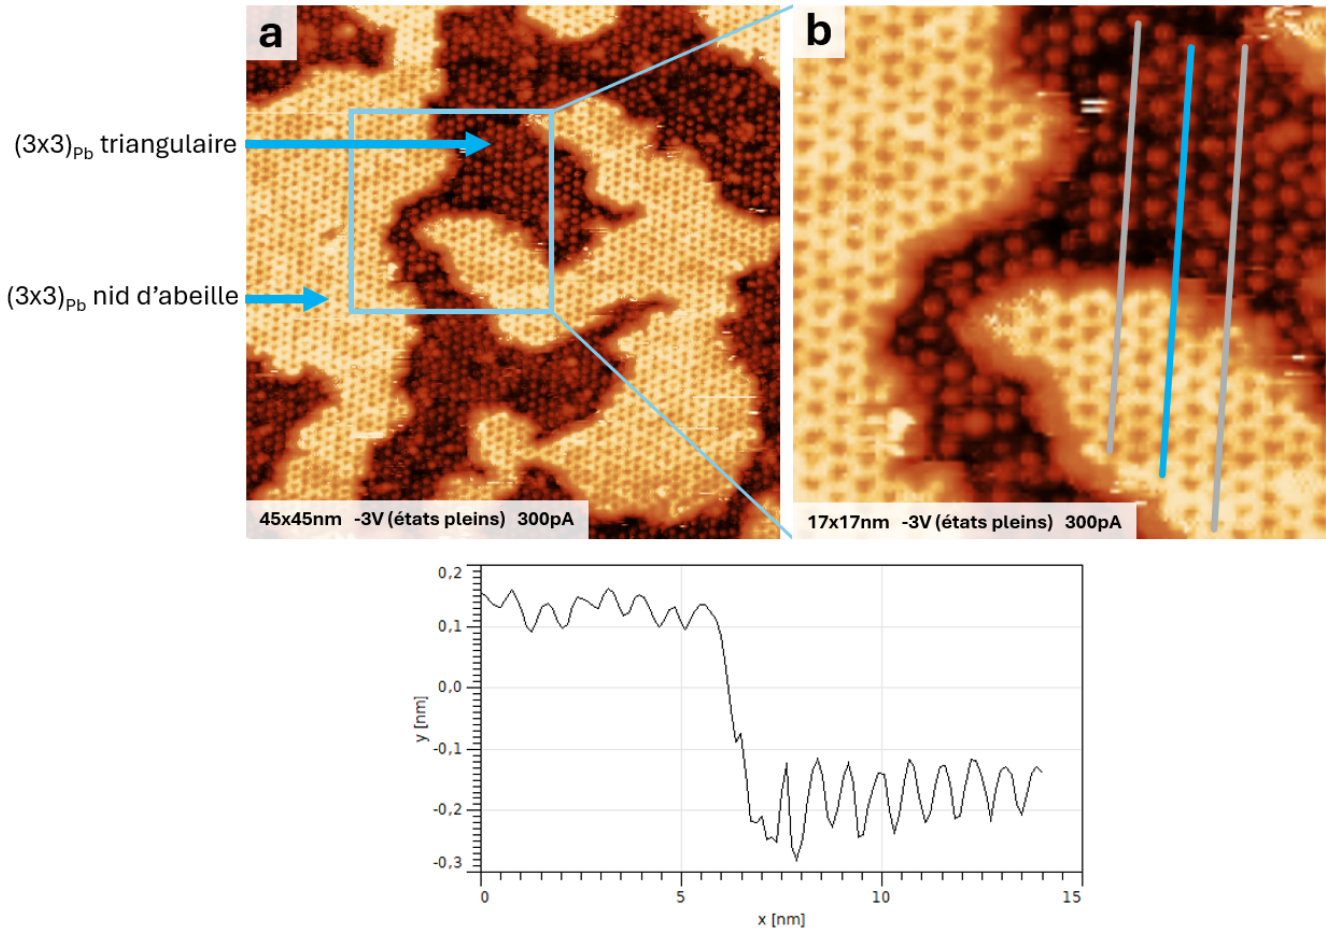 a
b
(3x3)Pb triangulaire
(3x3)Pb nid d'abeille
45x45nm -3V (états pleins) 300pA
17x17nm -3V (états pleins) 300pA
0,2
0,1
0,0
-0,1
-0,2
-0,3
y [nm]
0 5 10 15
x [nm]